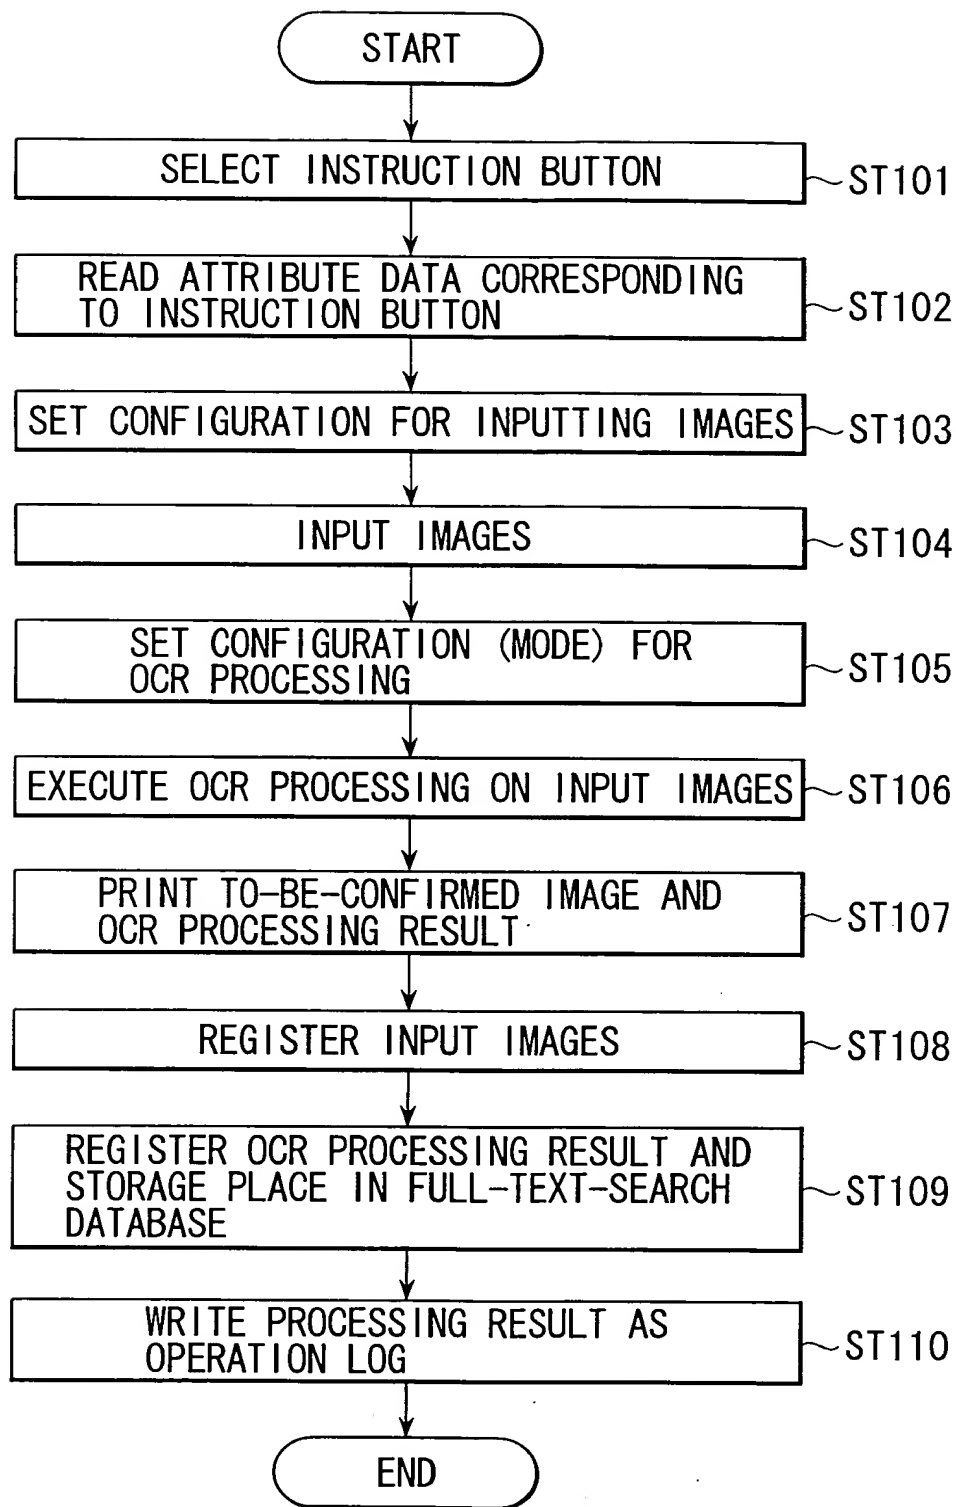 START
SELECT INSTRUCTION BUTTON
ST101
READ ATTRIBUTE DATA CORRESPONDING
TO INSTRUCTION BUTTON
ST102
SET CONFIGURATION FOR INPUTTING IMAGES
ST103
INPUT IMAGES
ST104
SET CONFIGURATION (MODE) FOR
OCR PROCESSING
ST105
EXECUTE OCR PROCESSING ON INPUT IMAGES
ST106
PRINT TO-BE-CONFIRMED IMAGE AND
OCR PROCESSING RESULT
ST107
REGISTER INPUT IMAGES
ST108
REGISTER OCR PROCESSING RESULT AND
STORAGE PLACE IN FULL-TEXT-SEARCH
DATABASE
ST109
WRITE PROCESSING RESULT AS
OPERATION LOG
ST110
END